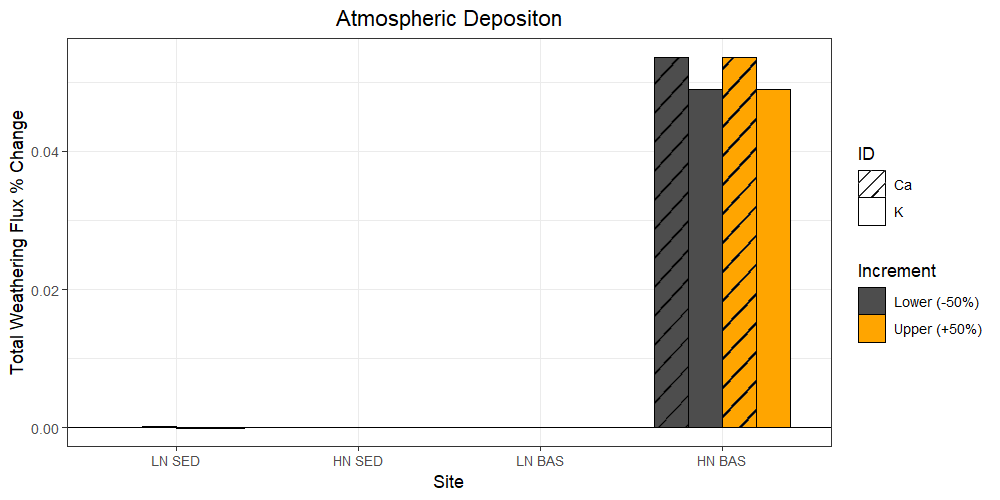 Atmospheric Depositon
Total Weathering Flux % Change
0.04
0.02
0.00
LN SED
HN SED
LN BAS
HN BAS
Site
ID
Ca
K
Increment
Lower (-50%)
Upper (+50%)